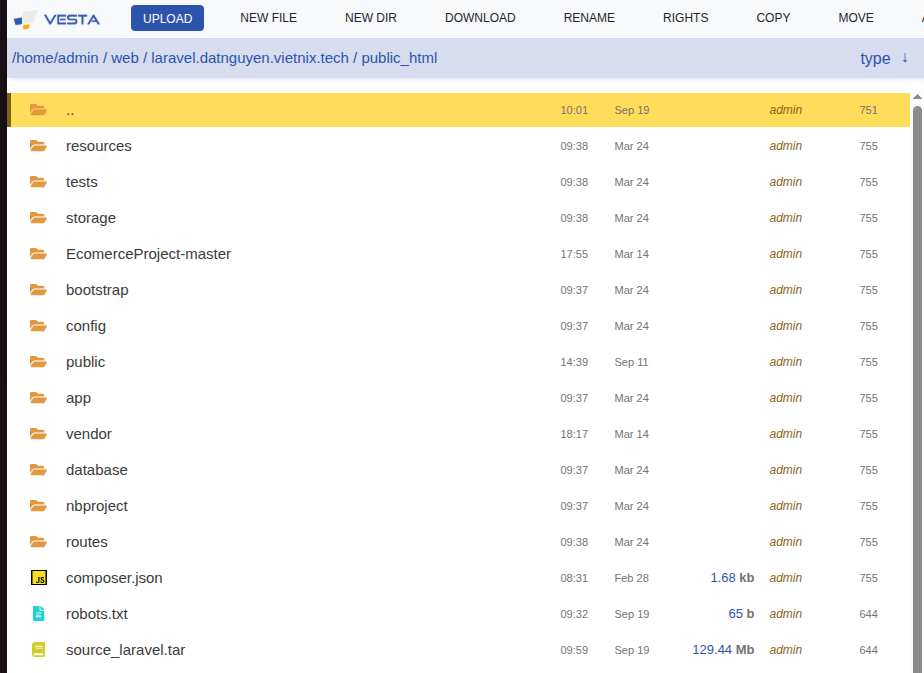 VESTA UPLOAD NEW FILE NEW DIR DOWNLOAD RENAME RIGHTS COPY MOVE
/home/admin / web / laravel.datnguyen.vietnix.tech / public_html type ↓
.. 10:01 Sep 19 admin 751
resources 09:38 Mar 24 admin 755
tests 09:38 Mar 24 admin 755
storage 09:38 Mar 24 admin 755
EcomerceProject-master 17:55 Mar 14 admin 755
bootstrap 09:37 Mar 24 admin 755
config 09:37 Mar 24 admin 755
public 14:39 Sep 11 admin 755
app 09:37 Mar 24 admin 755
vendor 18:17 Mar 14 admin 755
database 09:37 Mar 24 admin 755
nbproject 09:37 Mar 24 admin 755
routes 09:38 Mar 24 admin 755
JS composer.json 08:31 Feb 28 1.68 kb admin 755
robots.txt 09:32 Sep 19 65 b admin 644
source_laravel.tar 09:59 Sep 19 129.44 Mb admin 644